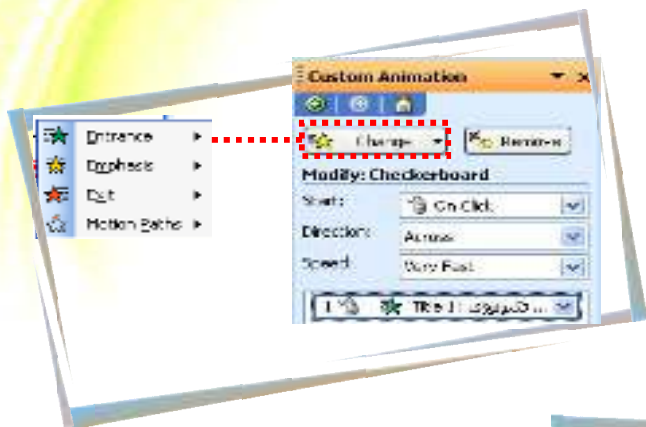 Custom Animation
Entrance
Emphasis
Exit
Motion Paths
Change
Remove
Modify: Checkerboard
Start:
On Click
Direction:
Across
Speed:
Very Fast
1
Title 1: